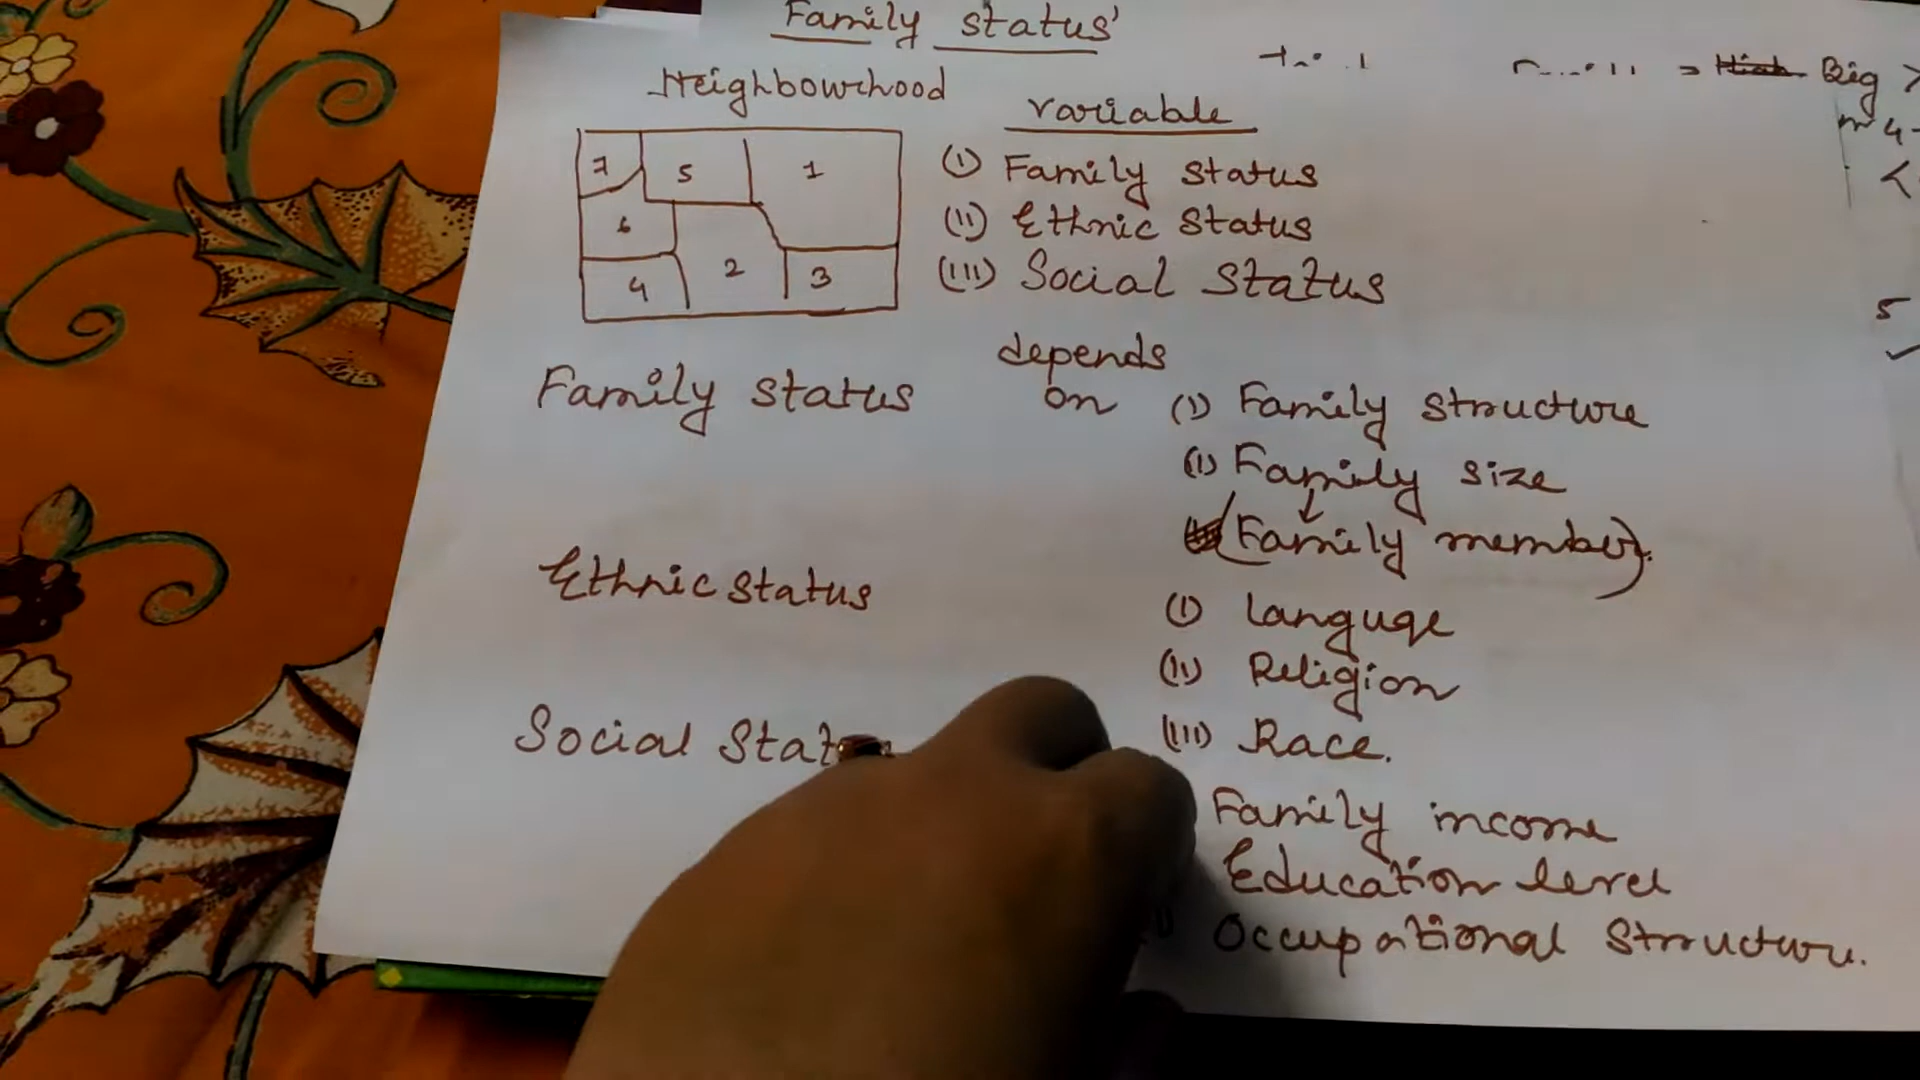 Family status'
Neighbourhood
Big >
variable
m 4
7 5 1
(I) Family Status
<
6
(II) Ethnic Status
4 2 3
(III) Social Status
5
depends
Family status on (I) Family structure
(I) Family size
(Family member).
Ethnic status
(I) languge
(II) Religion
Social Stat
(III) Race.
Family income
Education level
Occupational Structure.